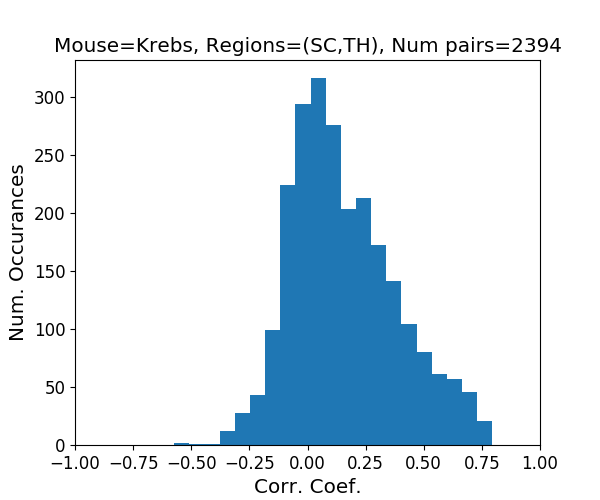 Mouse=Krebs, Regions=(SC,TH), Num pairs=2394
300
250
200
150
100
50
0
Num. Occurances
−1.00 −0.75 −0.50 −0.25 0.00 0.25 0.50 0.75 1.00
Corr. Coef.